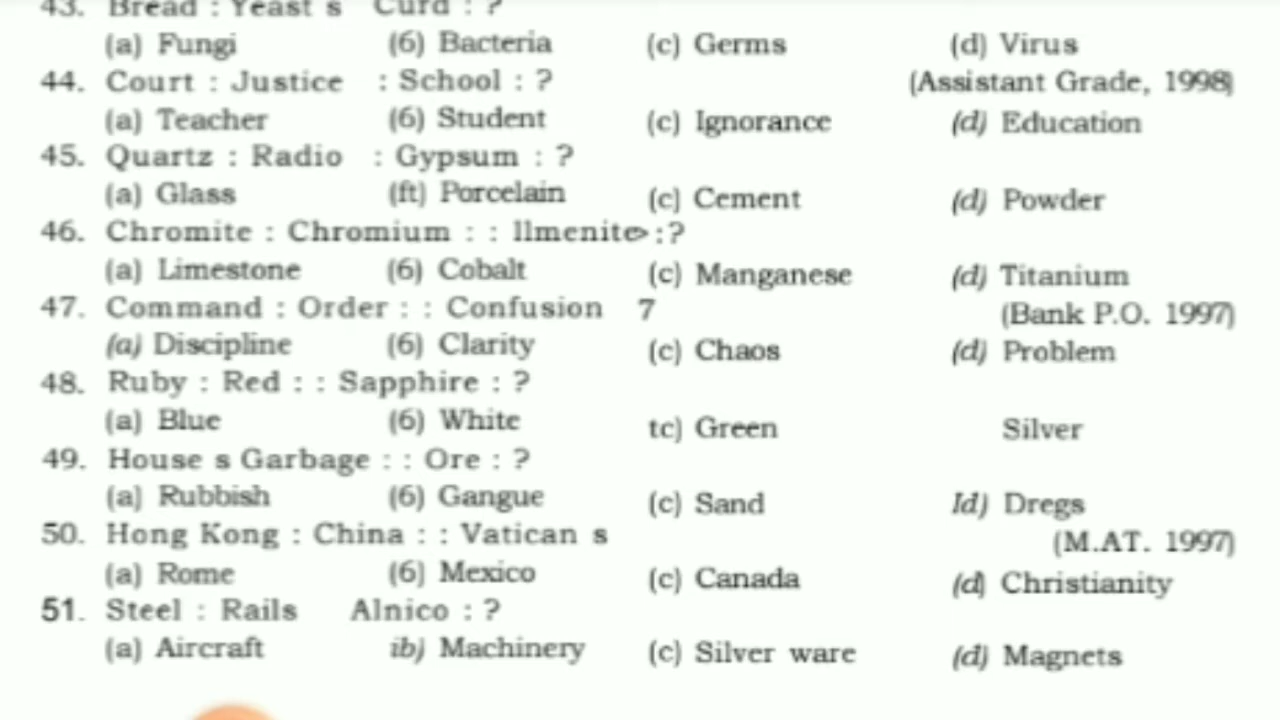 43. Bread : Yeast s Curd : ?
(a) Fungi (6) Bacteria (c) Germs (d) Virus
44. Court : Justice : School : ? (Assistant Grade, 1998)
(a) Teacher (6) Student (c) Ignorance (d) Education
45. Quartz : Radio : Gypsum : ?
(a) Glass (ft) Porcelain (c) Cement (d) Powder
46. Chromite : Chromium : : llmenite> :?
(a) Limestone (6) Cobalt (c) Manganese (d) Titanium
47. Command : Order : : Confusion 7 (Bank P.O. 1997)
(a) Discipline (6) Clarity (c) Chaos (d) Problem
48. Ruby : Red : : Sapphire : ?
(a) Blue (6) White tc) Green Silver
49. House s Garbage : : Ore : ?
(a) Rubbish (6) Gangue (c) Sand ld) Dregs
50. Hong Kong : China : : Vatican s (M.AT. 1997)
(a) Rome (6) Mexico (c) Canada (d) Christianity
51. Steel : Rails Alnico : ?
(a) Aircraft ib) Machinery (c) Silver ware (d) Magnets